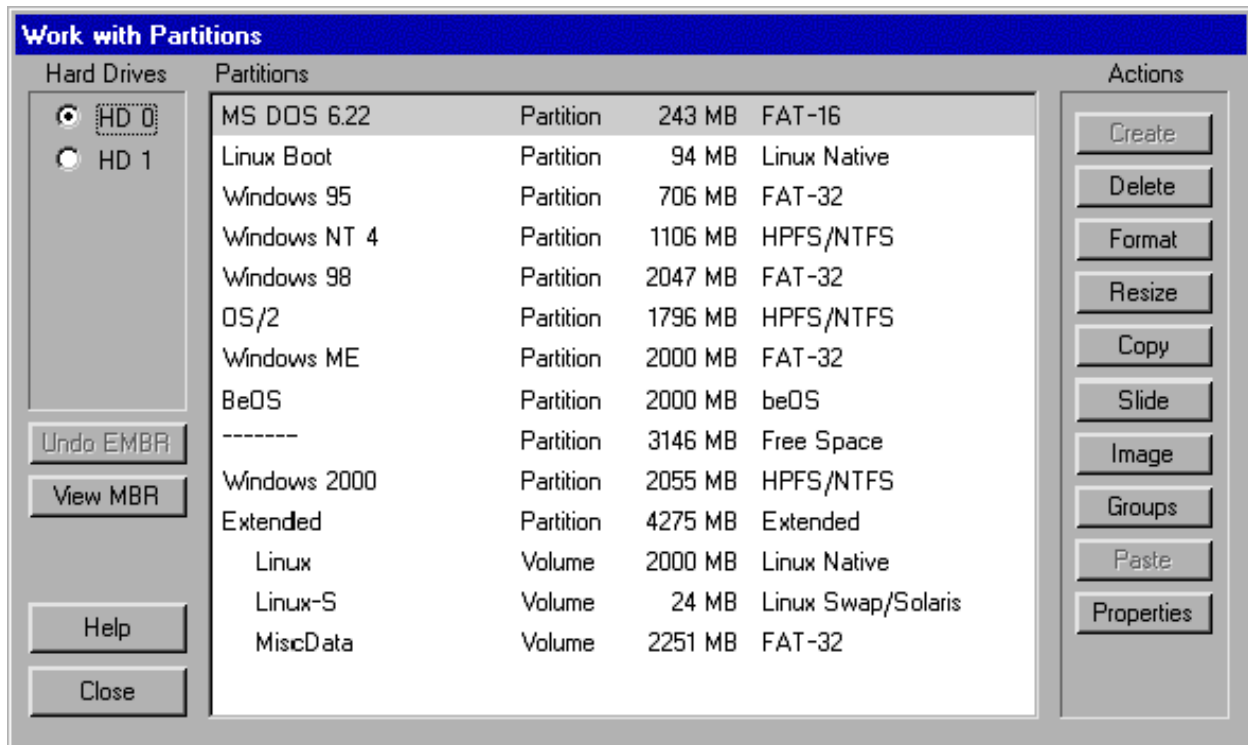 Work with Partitions
Hard Drives
HD 0
HD 1
Undo EMBR
View MBR
Help
Close
Partitions
MS DOS 6.22 Partition 243 MB FAT-16
Linux Boot Partition 94 MB Linux Native
Windows 95 Partition 706 MB FAT-32
Windows NT 4 Partition 1106 MB HPFS/NTFS
Windows 98 Partition 2047 MB FAT-32
OS/2 Partition 1796 MB HPFS/NTFS
Windows ME Partition 2000 MB FAT-32
BeOS Partition 2000 MB beOS
------- Partition 3146 MB Free Space
Windows 2000 Partition 2055 MB HPFS/NTFS
Extended Partition 4275 MB Extended
Linux Volume 2000 MB Linux Native
Linux-S Volume 24 MB Linux Swap/Solaris
MiscData Volume 2251 MB FAT-32
Actions
Create
Delete
Format
Resize
Copy
Slide
Image
Groups
Paste
Properties